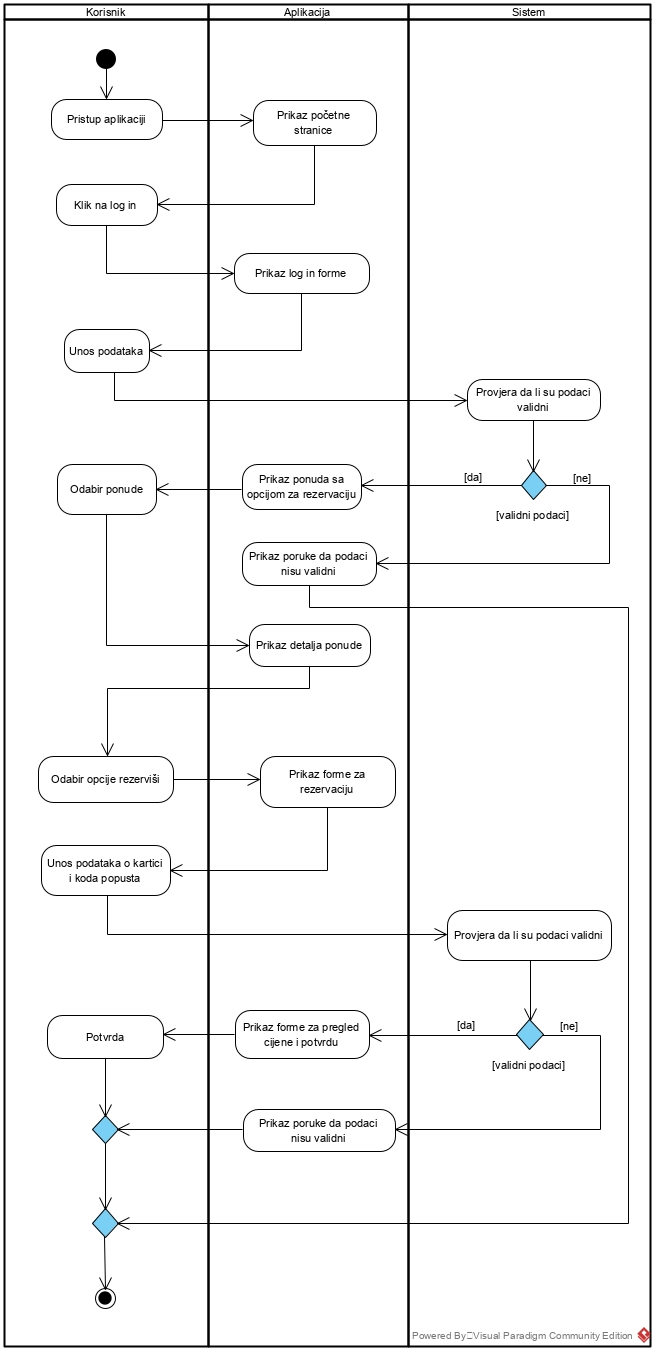 Korisnik
Aplikacija
Sistem
Pristup aplikaciji
Prikaz početne
stranice
Klik na log in
Prikaz log in forme
Unos podataka
Provjera da li su podaci
validni
[da]
[ne]
[validni podaci]
Prikaz ponuda sa
opcijom za rezervaciju
Odabir ponude
Prikaz poruke da podaci
nisu validni
Prikaz detalja ponude
Odabir opcije rezerviši
Prikaz forme za
rezervaciju
Unos podataka o kartici
i koda popusta
Provjera da li su podaci validni
[da]
[ne]
[validni podaci]
Prikaz forme za pregled
cijene i potvrdu
Potvrda
Prikaz poruke da podaci
nisu validni
Powered By Visual Paradigm Community Edition